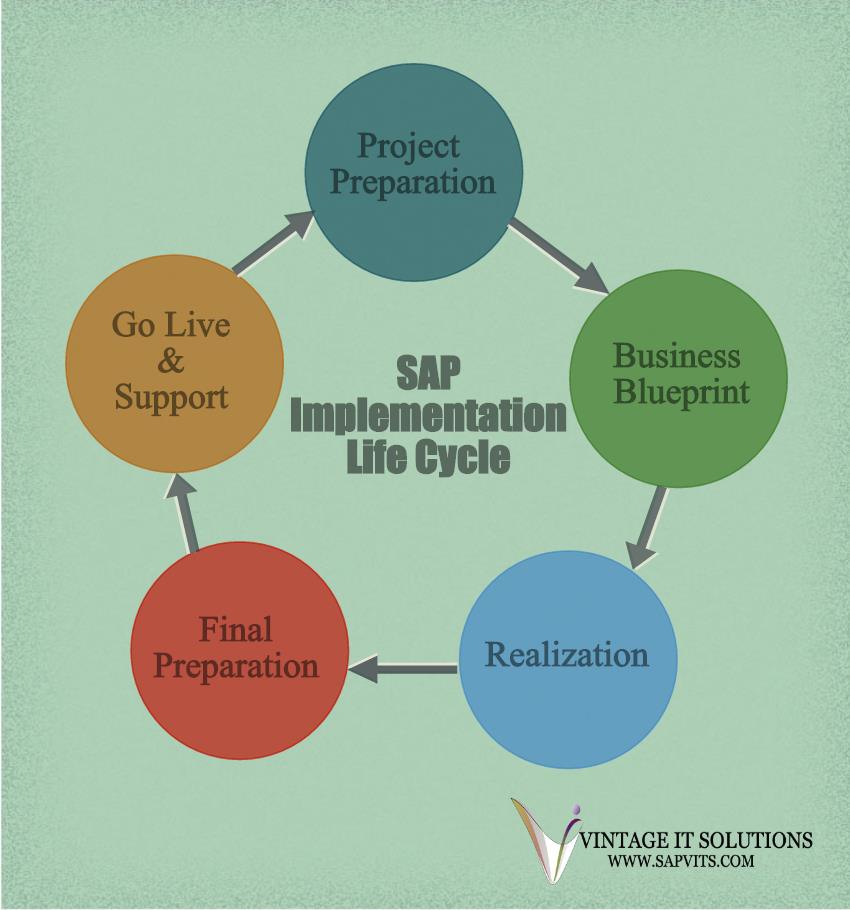 Project
Preparation
Business
Blueprint
Realization
Final
Preparation
Go Live
&
Support
SAP
Implementation
Life Cycle
VINTAGE IT SOLUTIONS
WWW.SAPVITS.COM